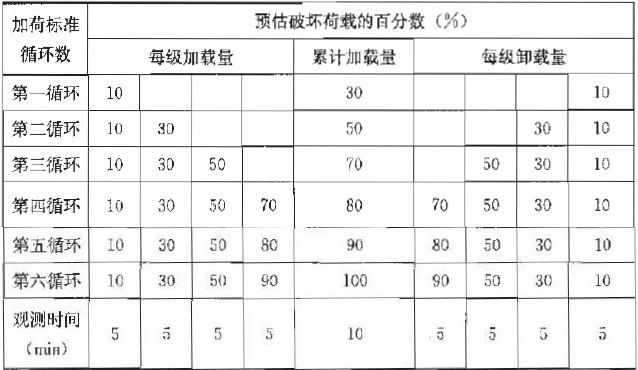 加荷标准
循环数
预估破坏荷载的百分数（%）
每级加载量 累计加载量 每级卸载量
第一循环 10 30 10
第二循环 10 30 50 30 10
第三循环 10 30 50 70 50 30 10
第四循环 10 30 50 70 80 70 50 30 10
第五循环 10 30 50 80 90 80 50 30 10
第六循环 10 30 50 90 100 90 50 30 10
观测时间
（min） 5 5 5 5 10 5 5 5 5